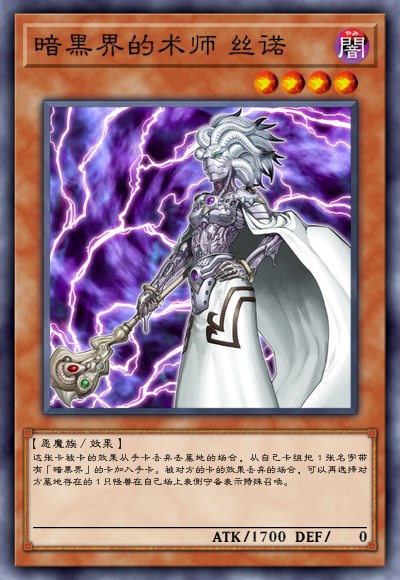 暗黑界的术师 丝诺
やみ
闇
【恶魔族／效果】
这张卡被卡的效果从手卡丢弃去墓地的场合，从自己卡组把1张名字带
有「暗黑界」的卡加入手卡。被对方的卡的效果丢弃的场合，可以再选择对
方墓地存在的1只怪兽在自己场上表侧守备表示特殊召唤。
ATK/1700 DEF/ 0